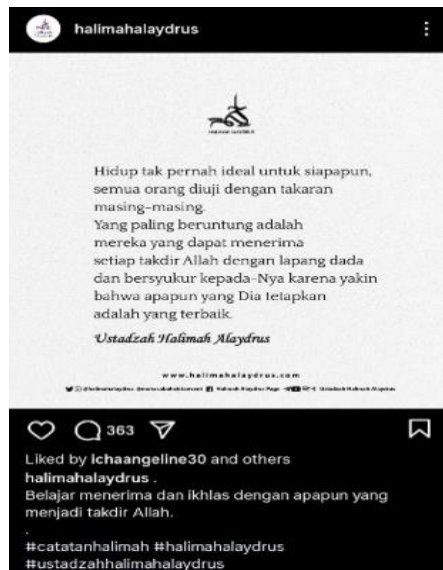 halimahalaydrus
Hidup tak pernah ideal untuk siapapun,
semua orang diuji dengan takaran
masing-masing.
Yang paling beruntung adalah
mereka yang dapat menerima
setiap takdir Allah dengan lapang dada
dan bersyukur kepada-Nya karena yakin
bahwa apapun yang Dia tetapkan
adalah yang terbaik.
Ustadzah Halimah Alaydrus
www.halimahalaydrus.com
363
Liked by ichaangeline30 and others
halimahalaydrus .
Belajar menerima dan ikhlas dengan apapun yang
menjadi takdir Allah.
.
#catatanhalimah #halimahalaydrus
#ustadzahhalimahalaydrus